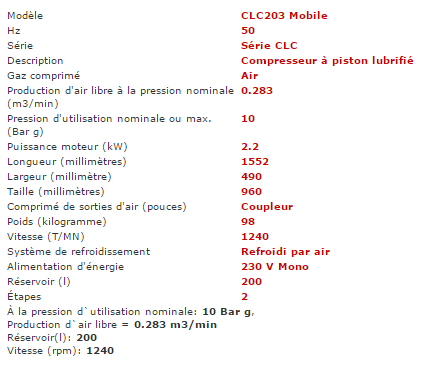 Modèle CLC203 Mobile
Hz 50
Série Série CLC
Description Compresseur à piston lubrifié
Gaz comprimé Air
Production d'air libre à la pression nominale 0.283
(m3/min)
Pression d'utilisation nominale ou max. 10
(Bar g)
Puissance moteur (kW) 2.2
Longueur (millimètres) 1552
Largeur (millimètre) 490
Taille (millimètres) 960
Comprimé de sorties d'air (pouces) Coupleur
Poids (kilogramme) 98
Vitesse (T/MN) 1240
Système de refroidissement Refroidi par air
Alimentation d'énergie 230 V Mono
Réservoir (l) 200
Étapes 2
À la pression d`utilisation nominale: 10 Bar g,
Production d`air libre = 0.283 m3/min
Réservoir(l): 200
Vitesse (rpm): 1240